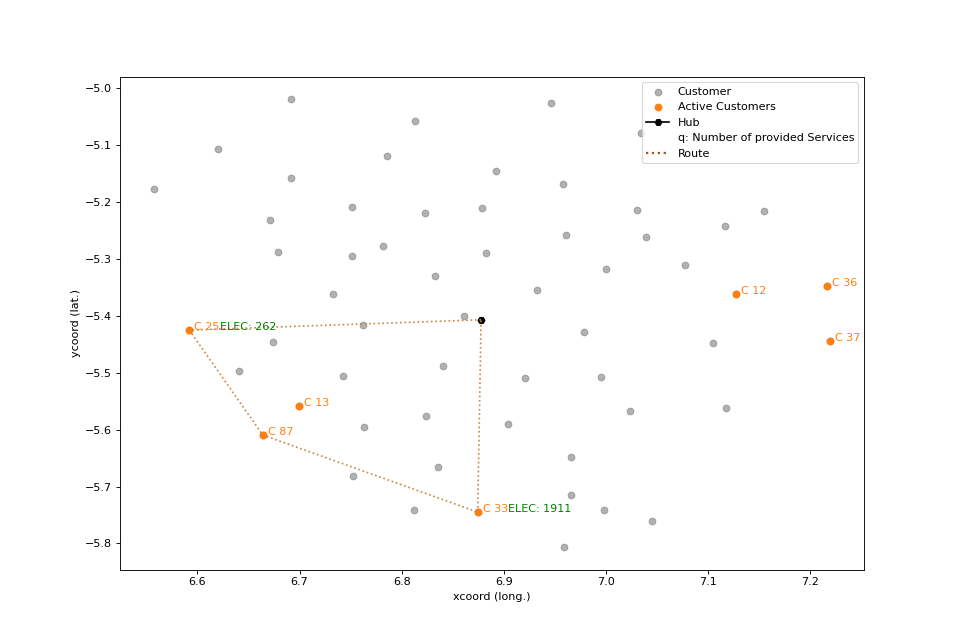 Customer
Active Customers
Hub
q: Number of provided Services
Route
−5.0
−5.1
−5.2
−5.3
−5.4
−5.5
−5.6
−5.7
−5.8
ycoord (lat.)
C 36
C 12
C 25 ELEC: 262
C 37
C 13
C 87
C 33 ELEC: 1911
6.6 6.7 6.8 6.9 7.0 7.1 7.2
xcoord (long.)